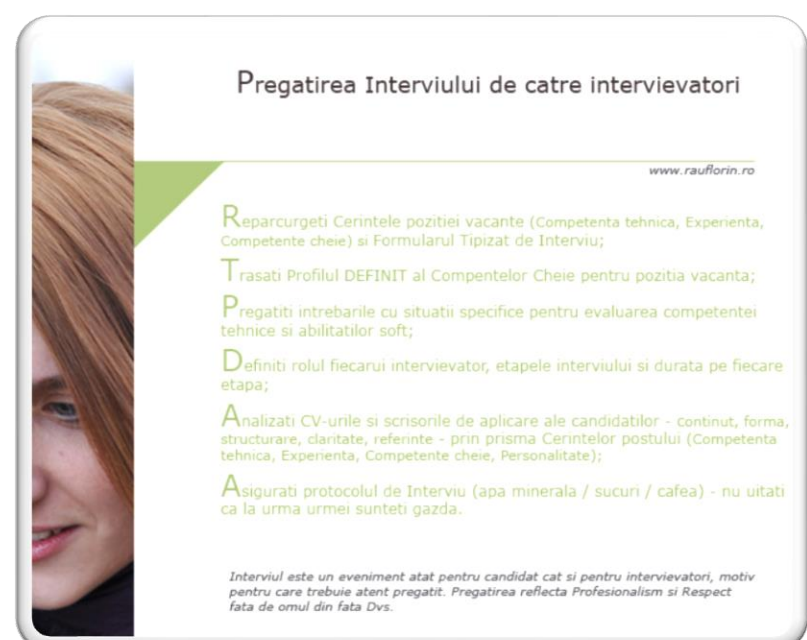 Pregatirea Interviului de catre intervievatori
www.rauflorin.ro
Reparcurgeti Cerintele pozitiei vacante (Competenta tehnica, Experienta,
Competente cheie) si Formularul Tipizat de Interviu;
Trasati Profilul DEFINIT al Compentelor Cheie pentru pozitia vacanta;
Pregatiti intrebarile cu situatii specifice pentru evaluarea competentei
tehnice si abilitatilor soft;
Definiti rolul fiecarui intervievator, etapele interviului si durata pe fiecare
etapa;
Analizati CV-urile si scrisorile de aplicare ale candidatilor - continut, forma,
structurare, claritate, referinte - prin prisma Cerintelor postului (Competenta
tehnica, Experienta, Competente cheie, Personalitate);
Asigurati protocolul de Interviu (apa minerala / sucuri / cafea) - nu uitati
ca la urma urmei sunteti gazda.
Interviul este un eveniment atat pentru candidat cat si pentru intervievatori, motiv
pentru care trebuie atent pregatit. Pregatirea reflecta Profesionalism si Respect
fata de omul din fata Dvs.